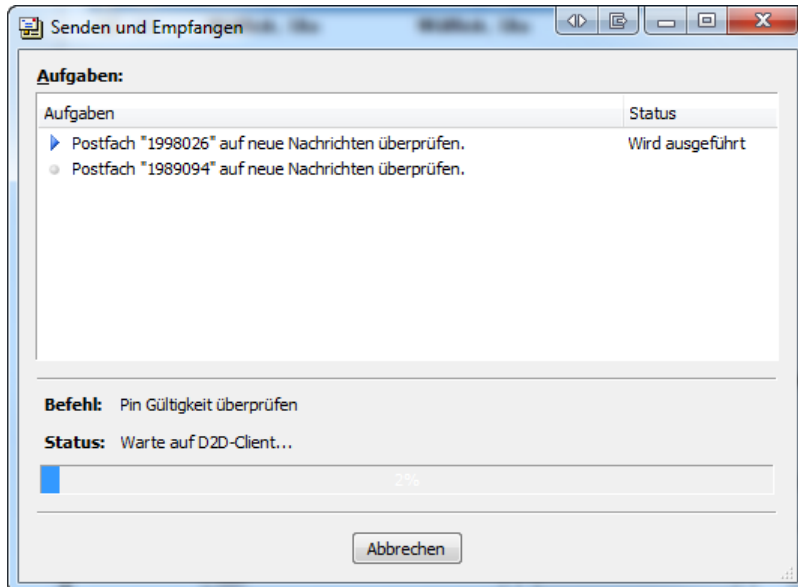 Senden und Empfangen
Aufgaben:
Aufgaben Status
Postfach "1998026" auf neue Nachrichten überprüfen. Wird ausgeführt
Postfach "1989094" auf neue Nachrichten überprüfen.
Befehl: Pin Gültigkeit überprüfen
Status: Warte auf D2D-Client...
2%
Abbrechen